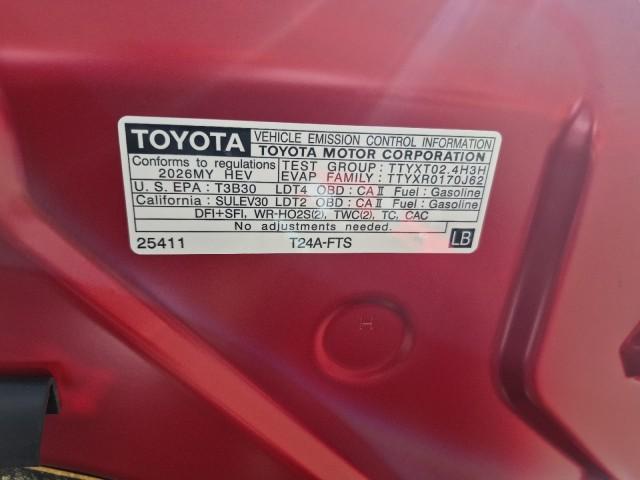 TOYOTA VEHICLE EMISSION CONTROL INFORMATION
TOYOTA MOTOR CORPORATION
Conforms to regulations TEST GROUP : TTYXT02.4H3H
2026MY HEV EVAP FAMILY : TTYXR0170J62
U.S. EPA : T3B30 LDT4 OBD : CA II Fuel : Gasoline
California : SULEV30 LDT2 OBD : CA II Fuel : Gasoline
DFI+SFI, WR-HO2S(2), TWC(2), TC, CAC
No adjustments needed.
25411 T24A-FTS LB
H